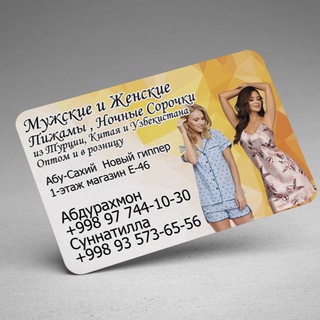 Мужские и Женские
Пижамы , Ночные Сорочки
из Турции, Китая и Узбекистана
Оптом и в розницу
Абу-Сахий Новый гиппер
1-этаж магазин Е-46
Абдурахмон
+998 97 744-10-30
Суннатилла
+998 93 573-65-56